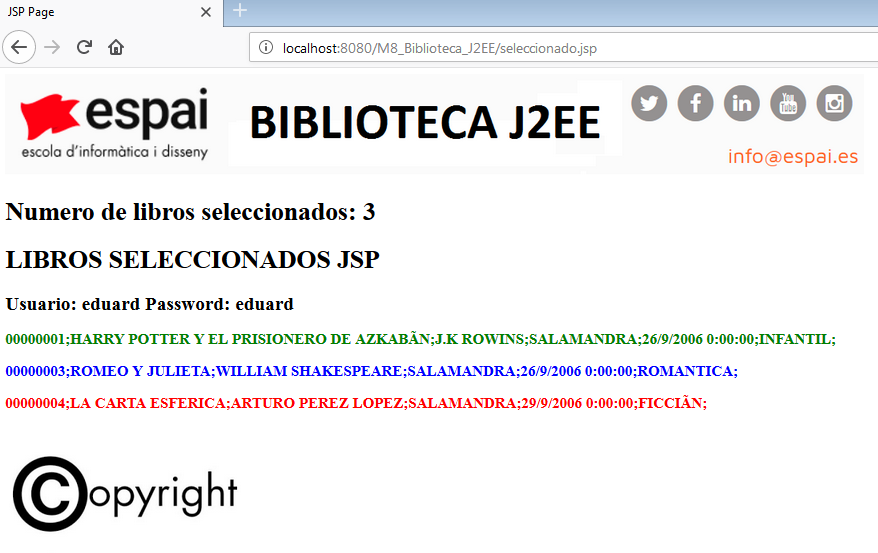 JSP Page
localhost:8080/M8_Biblioteca_J2EE/seleccionado.jsp
espai
escola d'informàtica i disseny
BIBLIOTECA J2EE
You Tube
info@espai.es
Numero de libros seleccionados: 3
LIBROS SELECCIONADOS JSP
Usuario: eduard Password: eduard
00000001;HARRY POTTER Y EL PRISIONERO DE AZKABÃN;J.K ROWINS;SALAMANDRA;26/9/2006 0:00:00;INFANTIL;
00000003;ROMEO Y JULIETA;WILLIAM SHAKESPEARE;SALAMANDRA;26/9/2006 0:00:00;ROMANTICA;
00000004;LA CARTA ESFERICA;ARTURO PEREZ LOPEZ;SALAMANDRA;29/9/2006 0:00:00;FICCIÃN;
©opyright